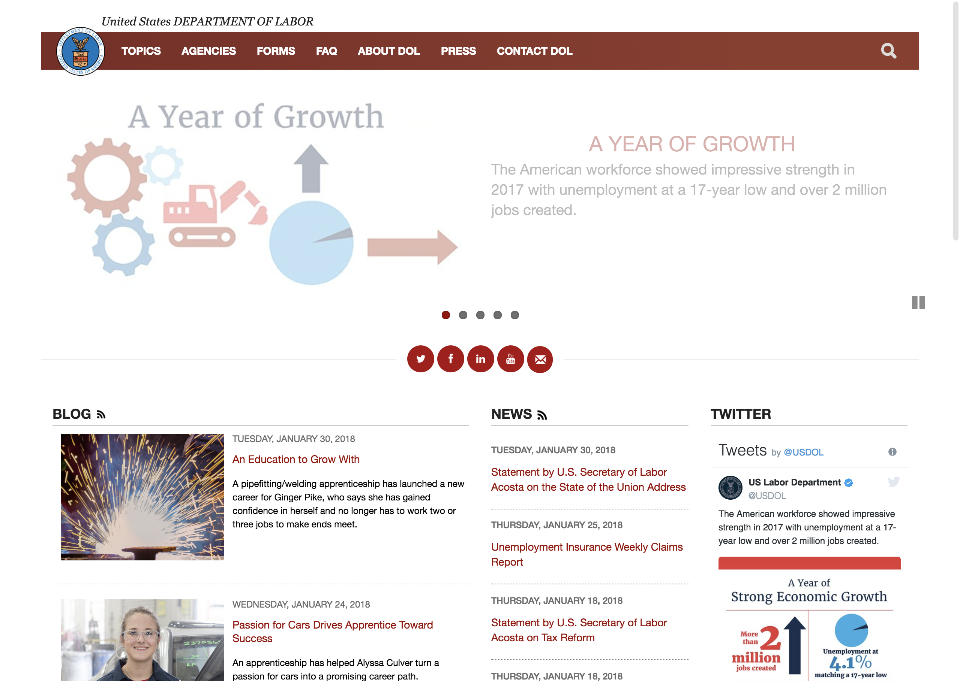 United States DEPARTMENT OF LABOR
TOPICS AGENCIES FORMS FAQ ABOUT DOL PRESS CONTACT DOL
A Year of Growth
A YEAR OF GROWTH
The American workforce showed impressive strength in
2017 with unemployment at a 17-year low and over 2 million
jobs created.
BLOG
TUESDAY, JANUARY 30, 2018
An Education to Grow With
A pipefitting/welding apprenticeship has launched a new
career for Ginger Pike, who says she has gained
confidence in herself and no longer has to work two or
three jobs to make ends meet.
WEDNESDAY, JANUARY 24, 2018
Passion for Cars Drives Apprentice Toward
Success
An apprenticeship has helped Alyssa Culver turn a
passion for cars into a promising career path.
NEWS
TUESDAY, JANUARY 30, 2018
Statement by U.S. Secretary of Labor
Acosta on the State of the Union Address
THURSDAY, JANUARY 25, 2018
Unemployment Insurance Weekly Claims
Report
THURSDAY, JANUARY 18, 2018
Statement by U.S. Secretary of Labor
Acosta on Tax Reform
THURSDAY, JANUARY 18, 2018
TWITTER
Tweets by @USDOL
US Labor Department
@USDOL
The American workforce showed impressive
strength in 2017 with unemployment at a 17-
year low and over 2 million jobs created.
A Year of
Strong Economic Growth
More
than 2
million
jobs created
Unemployment at
4.1%
matching a 17-year low